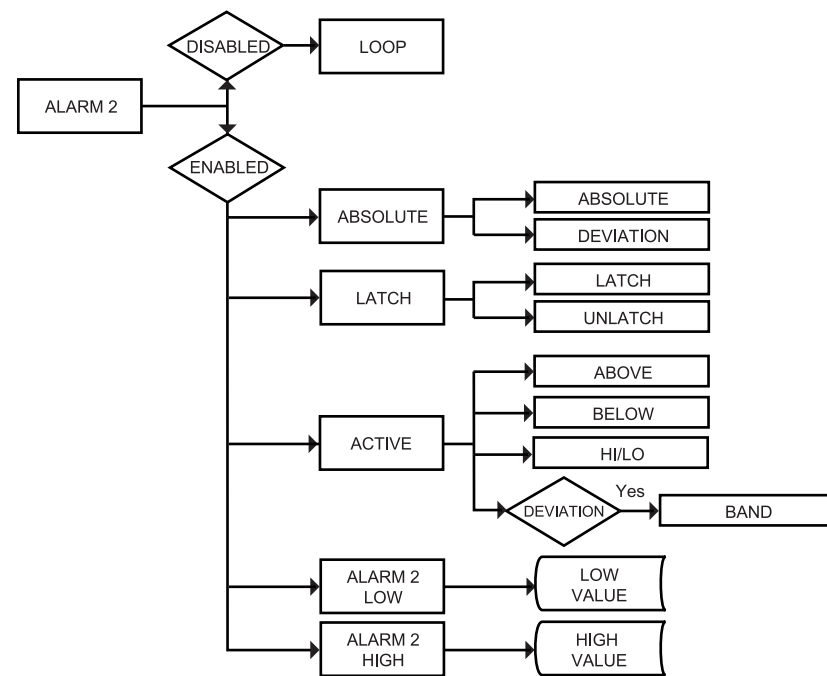 DISABLED
LOOP
ALARM 2
ENABLED
ABSOLUTE
ABSOLUTE
DEVIATION
LATCH
LATCH
UNLATCH
ACTIVE
ABOVE
BELOW
HI/LO
DEVIATION
Yes
BAND
ALARM 2
LOW
LOW
VALUE
ALARM 2
HIGH
HIGH
VALUE